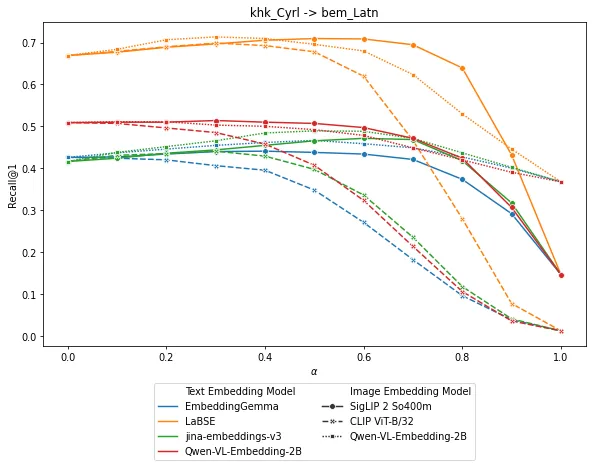 khk_Cyrl -> bem_Latn
Recall@1
0.7
0.6
0.5
0.4
0.3
0.2
0.1
0.0
0.0 0.2 0.4 0.6 0.8 1.0
α
Text Embedding Model Image Embedding Model
EmbeddingGemma SigLIP 2 So400m
LaBSE CLIP ViT-B/32
jina-embeddings-v3 Qwen-VL-Embedding-2B
Qwen-VL-Embedding-2B